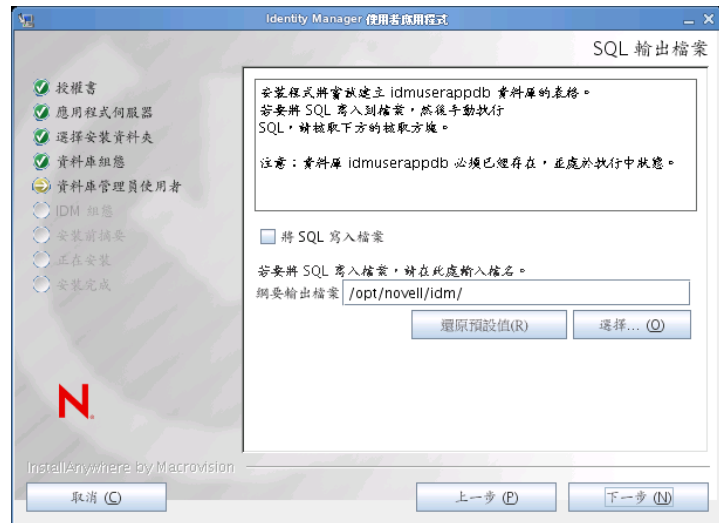 Identity Manager 使用者應用程式
SQL 輸出檔案
授權書
應用程式伺服器
選擇安裝資料夾
資料庫組態
資料庫管理員使用者
IDM 組態
安裝前摘要
正在安裝
安裝完成
安裝程式將嘗試建立 idmuserappdb 資料庫的表格。
若要將 SQL 寫入到檔案，然後手動執行
SQL，請核取下方的核取方塊。
注意：資料庫 idmuserappdb 必須已經存在，並處於執行中狀態。
將 SQL 寫入檔案
若要將 SQL 寫入檔案，請在此處輸入檔名。
綱要輸出檔案 /opt/novell/idm/
還原預設值(R)
選擇... (O)
N.
InstallAnywhere by Macrovision
取消 (C)
上一步 (P)
下一步 (N)